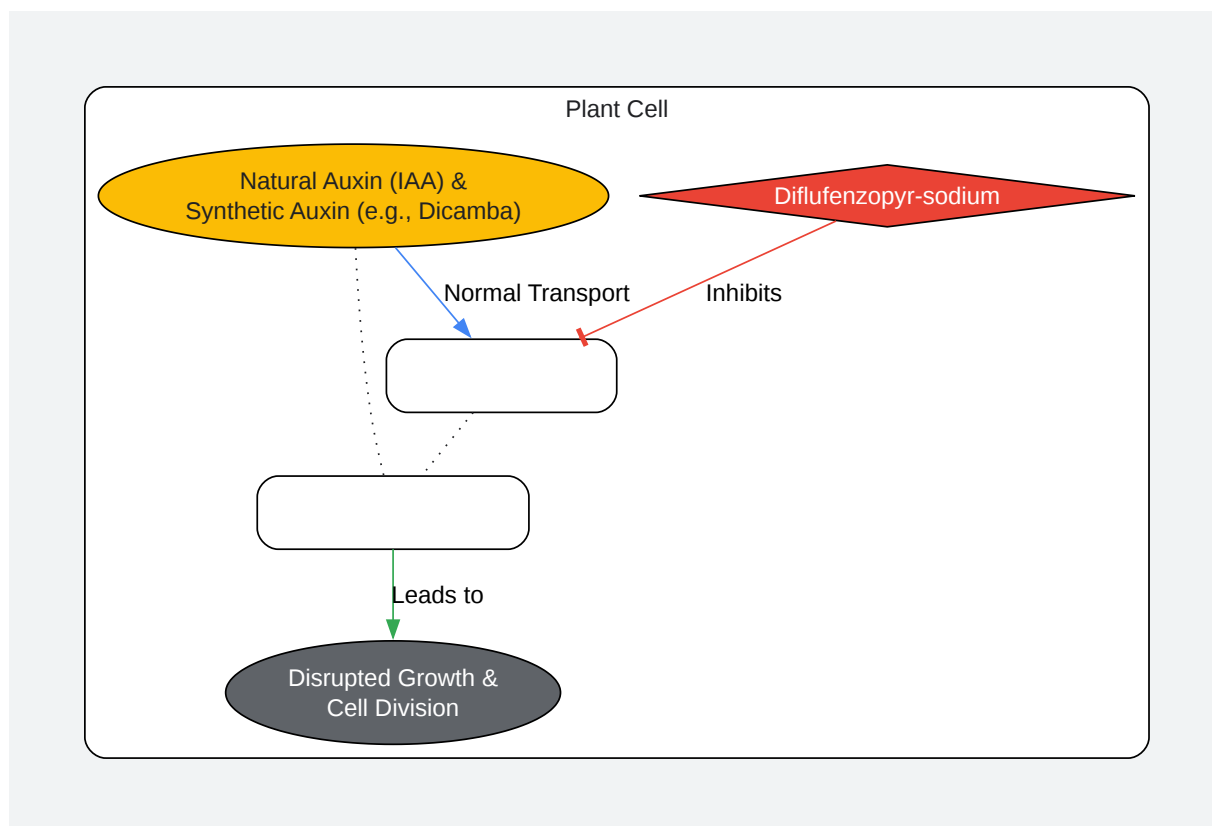 Plant Cell
Natural Auxin (IAA) &
Synthetic Auxin (e.g., Dicamba)
Diflufenzopyr-sodium
Normal Transport
Inhibits
Leads to
Disrupted Growth &
Cell Division